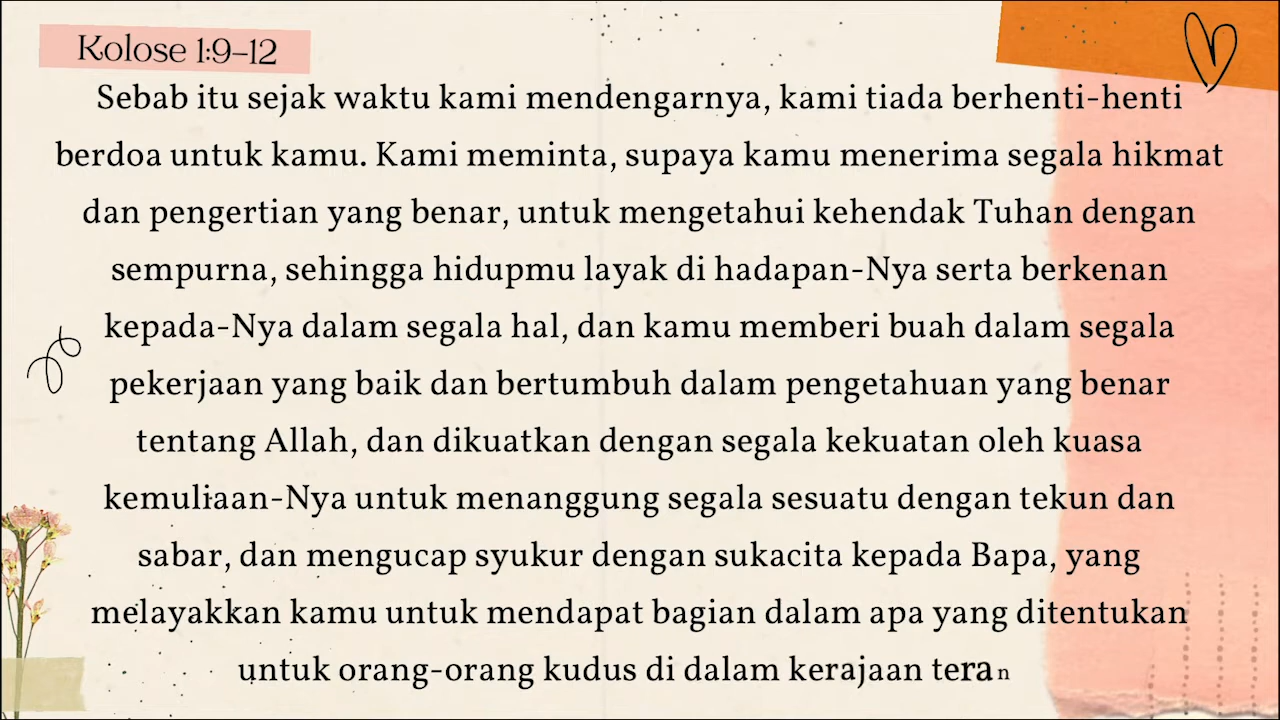 Kolose 1:9–12
Sebab itu sejak waktu kami mendengarnya, kami tiada berhenti-henti
berdoa untuk kamu. Kami meminta, supaya kamu menerima segala hikmat
dan pengertian yang benar, untuk mengetahui kehendak Tuhan dengan
sempurna, sehingga hidupmu layak di hadapan-Nya serta berkenan
kepada-Nya dalam segala hal, dan kamu memberi buah dalam segala
pekerjaan yang baik dan bertumbuh dalam pengetahuan yang benar
tentang Allah, dan dikuatkan dengan segala kekuatan oleh kuasa
kemuliaan-Nya untuk menanggung segala sesuatu dengan tekun dan
sabar, dan mengucap syukur dengan sukacita kepada Bapa, yang
melayakkan kamu untuk mendapat bagian dalam apa yang ditentukan
untuk orang-orang kudus di dalam kerajaan teran